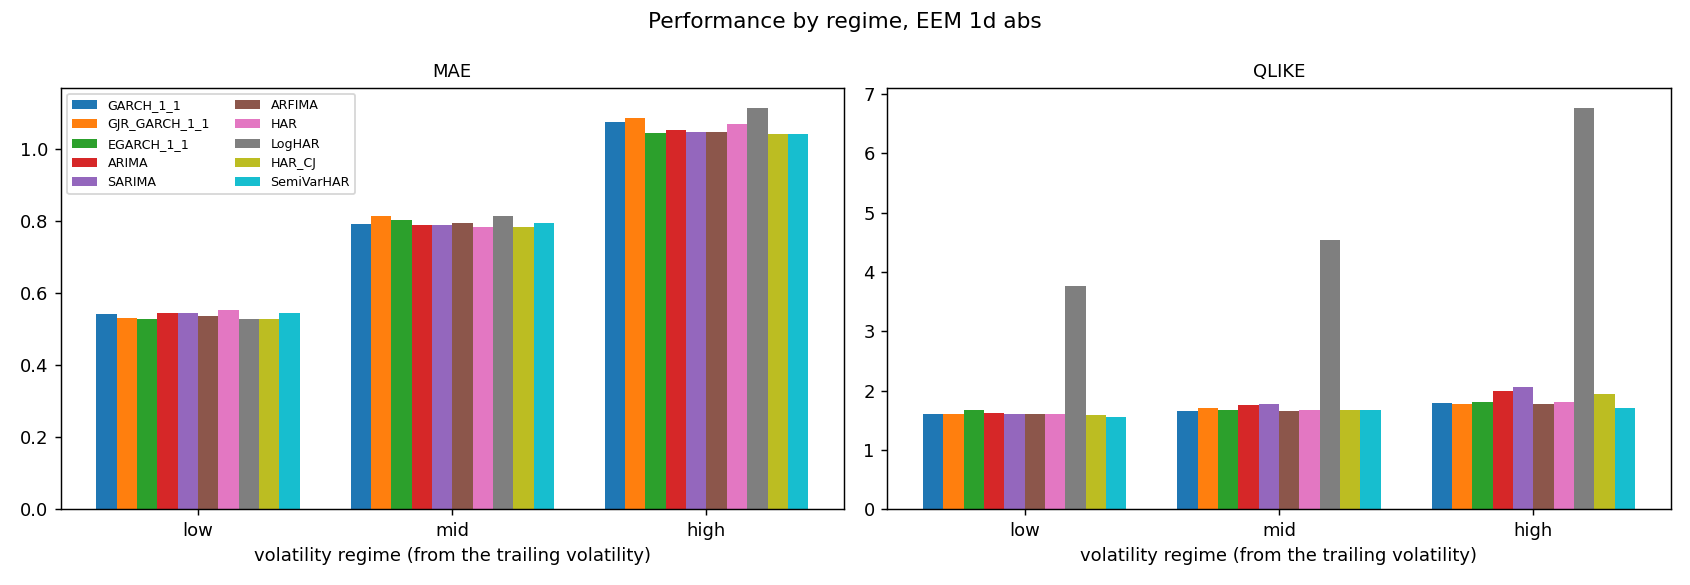 Performance by regime, EEM 1d abs
MAE
GARCH_1_1
GJR_GARCH_1_1
EGARCH_1_1
ARIMA
SARIMA
ARFIMA
HAR
LogHAR
HAR_CJ
SemiVarHAR
1.0
0.8
0.6
0.4
0.2
0.0
low mid high
volatility regime (from the trailing volatility)
QLIKE
7
6
5
4
3
2
1
0
low mid high
volatility regime (from the trailing volatility)